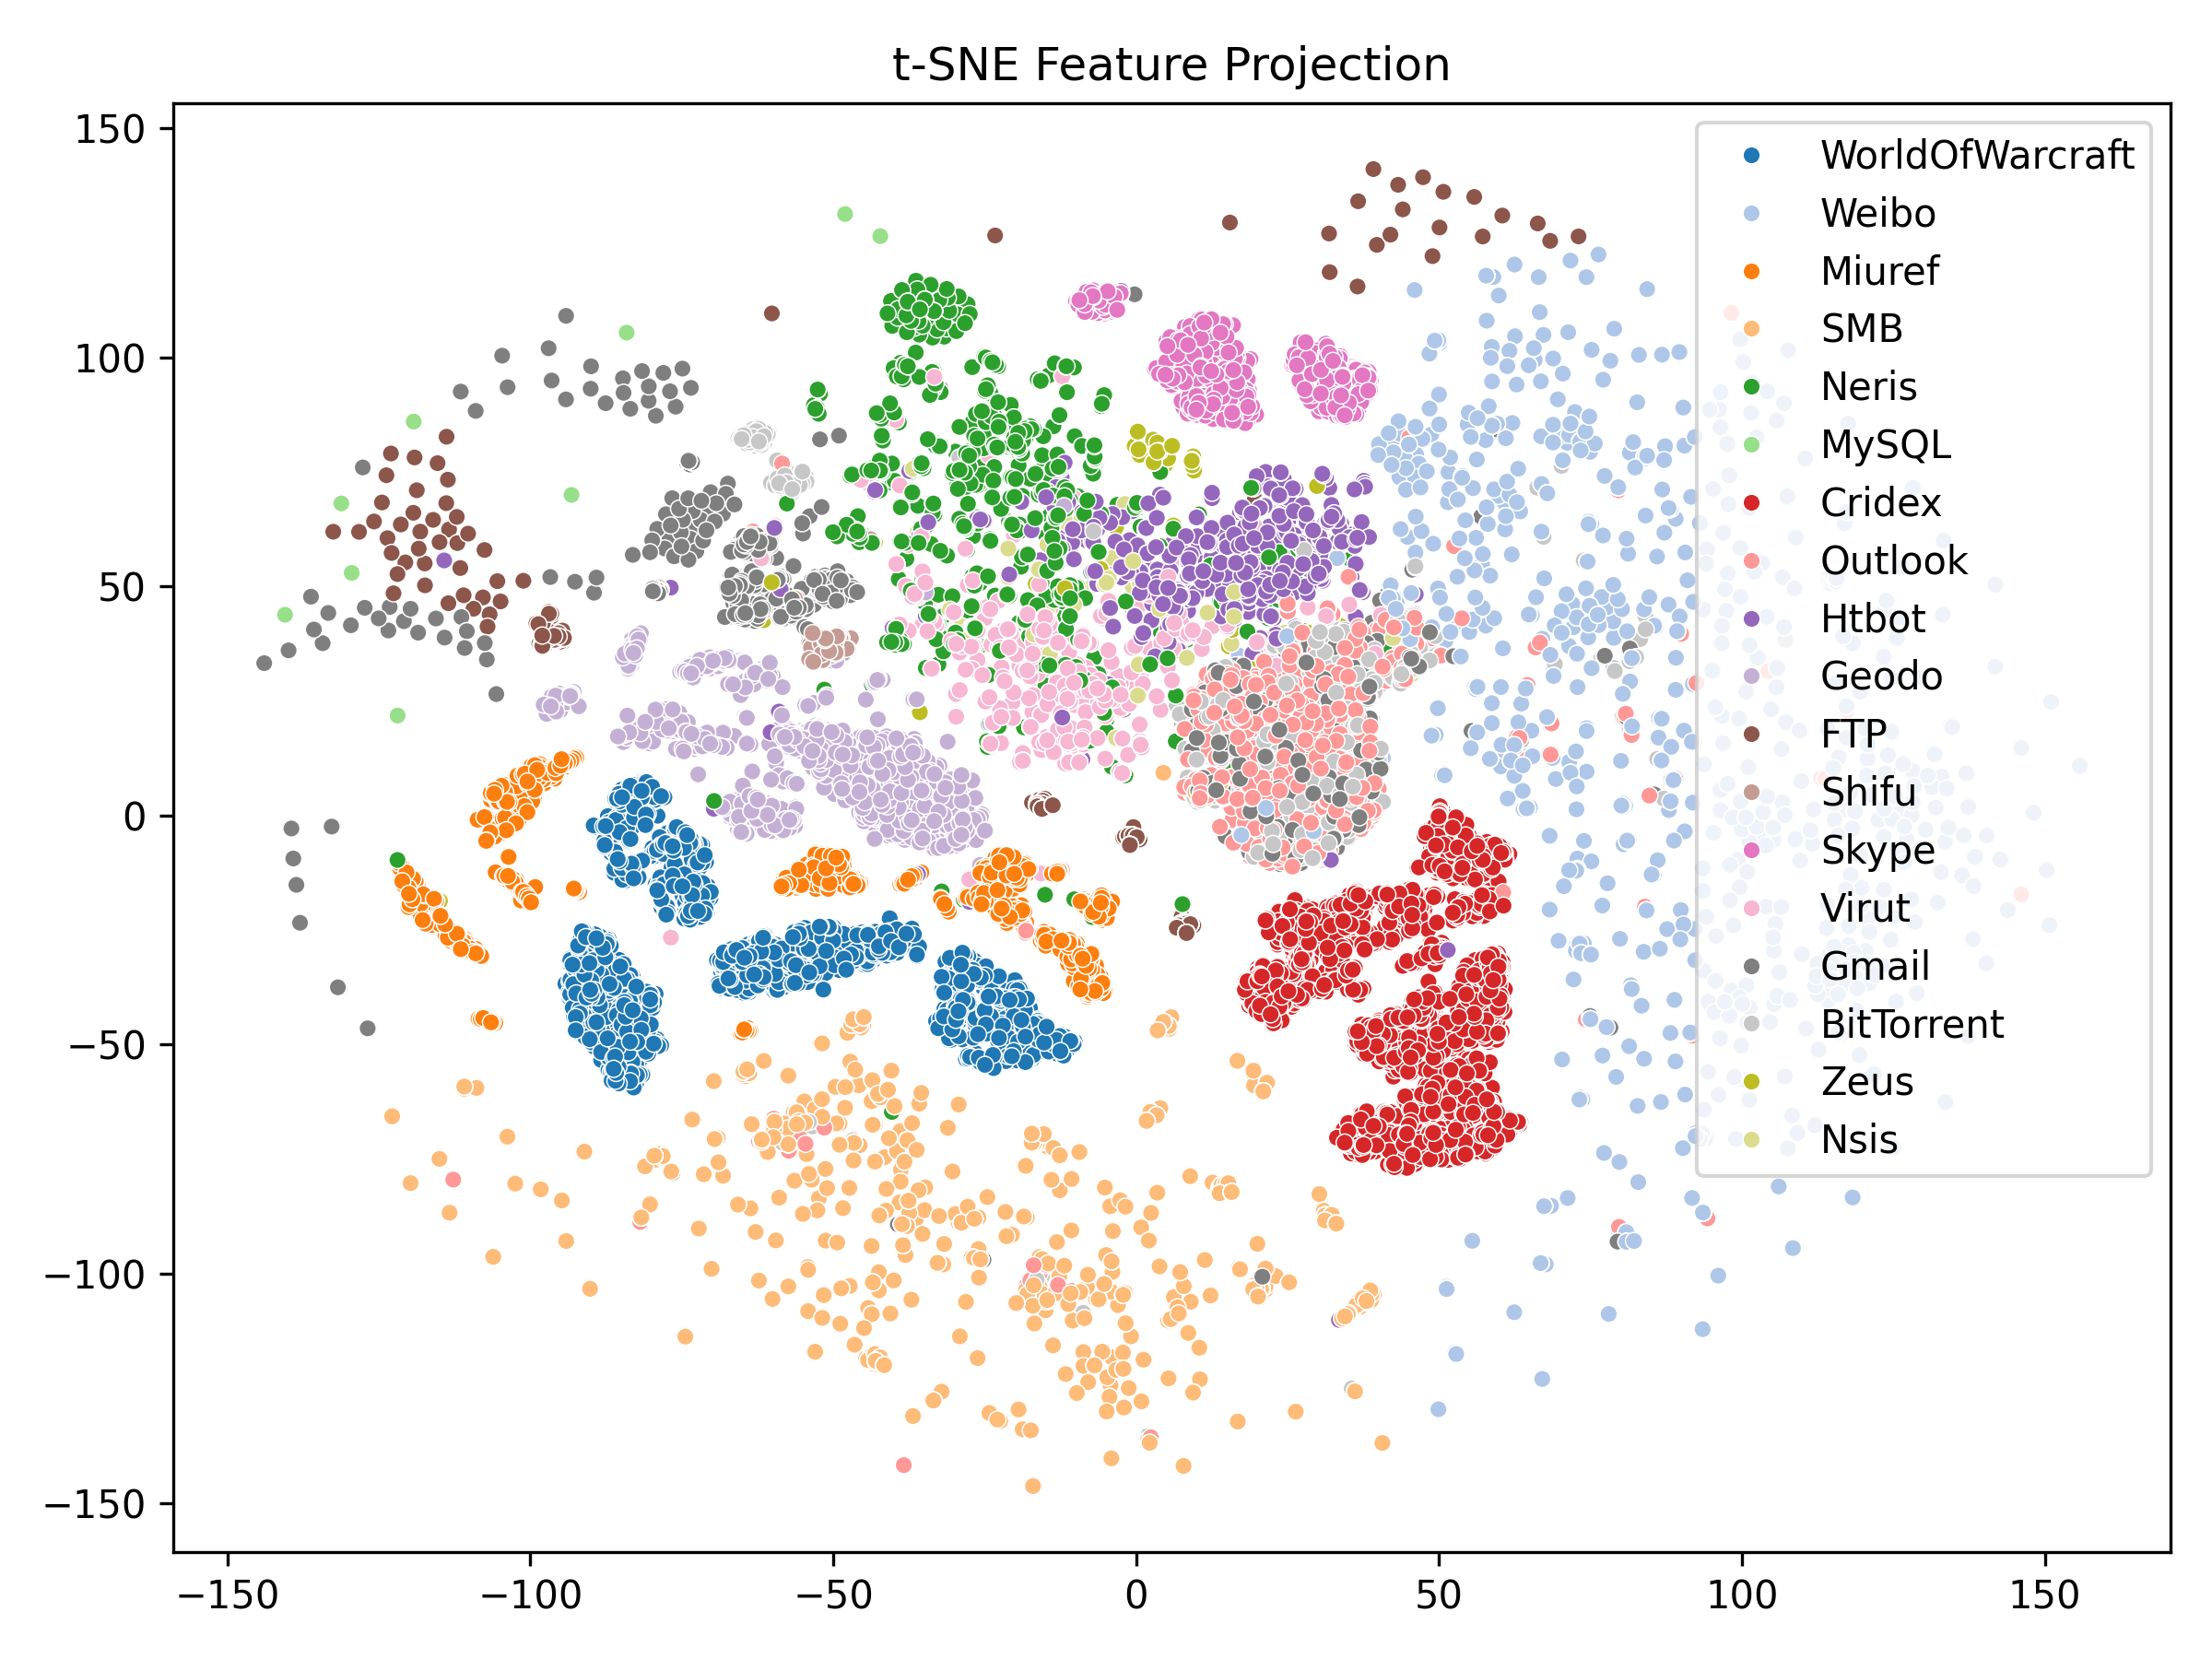 t-SNE Feature Projection
150
100
50
0
−50
−100
−150
−150
−100
−50
0
50
100
150
WorldOfWarcraft
Weibo
Miuref
SMB
Neris
MySQL
Cridex
Outlook
Htbot
Geodo
FTP
Shifu
Skype
Virut
Gmail
BitTorrent
Zeus
Nsis